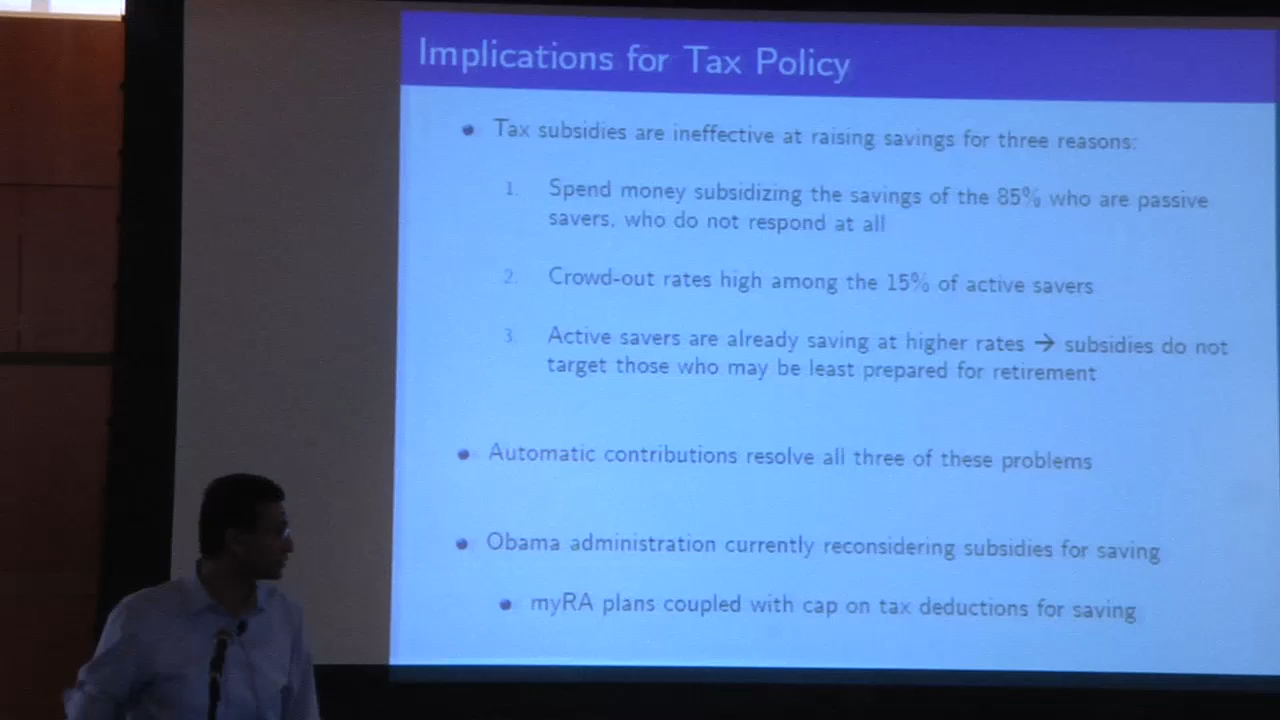 Implications for Tax Policy
Tax subsidies are ineffective at raising savings for three reasons:
1. Spend money subsidizing the savings of the 85% who are passive
savers, who do not respond at all
2. Crowd-out rates high among the 15% of active savers
3. Active savers are already saving at higher rates → subsidies do not
target those who may be least prepared for retirement
Automatic contributions resolve all three of these problems
Obama administration currently reconsidering subsidies for saving
myRA plans coupled with cap on tax deductions for saving